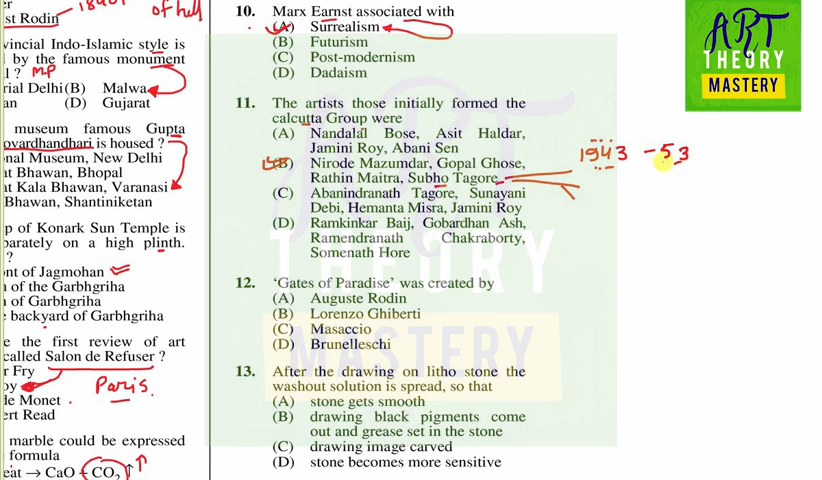 er
st Rodin
1840
of hell
vincial Indo-Islamic style is
by the famous monument
l ? MP
rial Delhi (B) Malwa
an (D) Gujarat
museum famous Gupta
ovardhandhari is housed ?
nal Museum, New Delhi
at Bhawan, Bhopal
at Kala Bhawan, Varanasi
Bhawan, Shantiniketan
p of Konark Sun Temple is
parately on a high plinth.
?
nt of Jagmohan
n of the Garbhgriha
of Garbhgriha
e backyard of Garbhgriha
e the first review of art
called Salon de Refuser ?
r Fry
by
Paris.
de Monet
ert Read
marble could be expressed
formula
eat → CaO + CO2 ↑
10. Marx Earnst associated with
(A) Surrealism
(B) Futurism
(C) Post-modernism
(D) Dadaism
11. The artists those initially formed the
calcutta Group were
(A) Nandalal Bose, Asit Haldar,
Jamini Roy, Abani Sen
(B) Nirode Mazumdar, Gopal Ghose,
Rathin Maitra, Subho Tagore
(C) Abanindranath Tagore, Sunayani
Debi, Hemanta Misra, Jamini Roy
(D) Ramkinkar Baij, Gobardhan Ash,
Ramendranath Chakraborty,
Somenath Hore
1943 - 53
12. ‘Gates of Paradise’ was created by
(A) Auguste Rodin
(B) Lorenzo Ghiberti
(C) Masaccio
(D) Brunelleschi
13. After the drawing on litho stone the
washout solution is spread, so that
(A) stone gets smooth
(B) drawing black pigments come
out and grease set in the stone
(C) drawing image carved
(D) stone becomes more sensitive
ART
THEORY
MASTERY
ART
THEORY
MASTERY